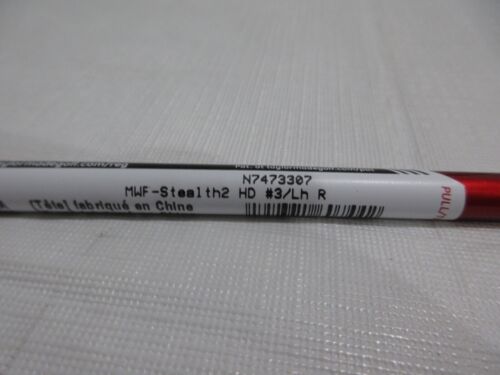 N7473307
MWF-Stealth2 HD #3/Lh R
[Tête] fabriqué en Chine
PULL